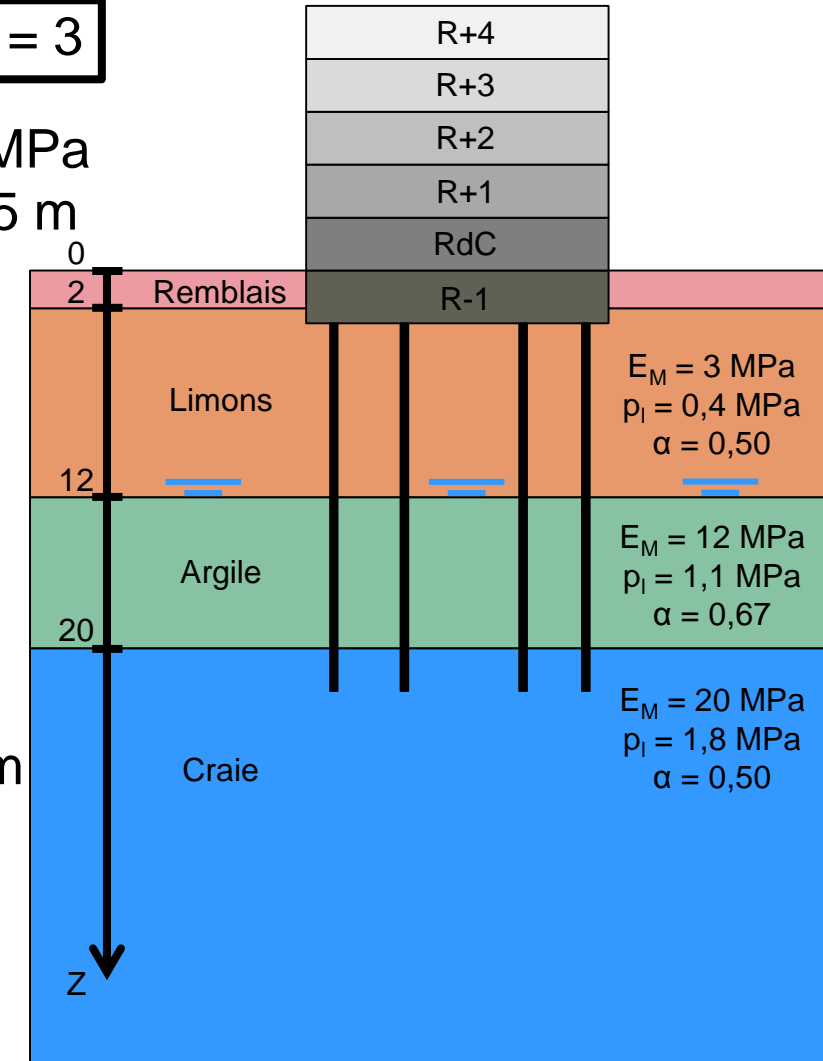 = 3
MPa
5 m
R+4
R+3
R+2
R+1
RdC
R-1
0
2
Remblais
Limons
E_M = 3 MPa
p_l = 0,4 MPa
α = 0,50
12
Argile
E_M = 12 MPa
p_l = 1,1 MPa
α = 0,67
20
Craie
E_M = 20 MPa
p_l = 1,8 MPa
α = 0,50
m
z